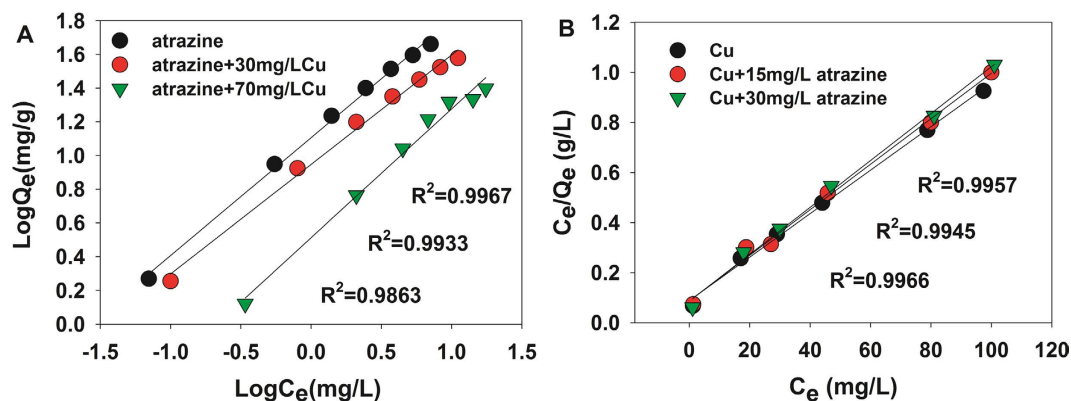 A
atrazine
atrazine+30mg/LCu
atrazine+70mg/LCu
LogQe(mg/g)
1.8
1.6
1.4
1.2
1.0
0.8
0.6
0.4
0.2
0.0
R²=0.9967
R²=0.9933
R²=0.9863
-1.5 -1.0 -0.5 0.0 0.5 1.0 1.5
LogCe(mg/L)
B
Cu
Cu+15mg/L atrazine
Cu+30mg/L atrazine
Ce/Qe (g/L)
1.2
1.0
0.8
0.6
0.4
0.2
0.0
R²=0.9957
R²=0.9945
R²=0.9966
0 20 40 60 80 100 120
Ce (mg/L)